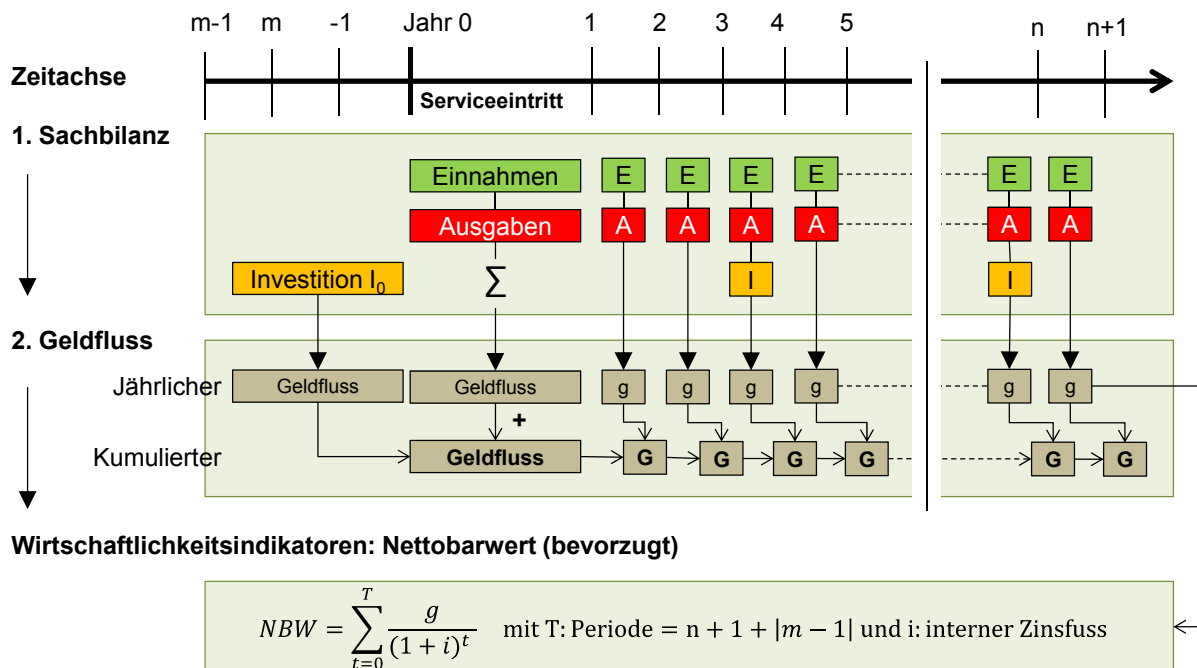 m-1 m -1 Jahr 0 1 2 3 4 5 n n+1
Zeitachse
Serviceeintritt
1. Sachbilanz
Einnahmen E E E E E E
Ausgaben A A A A A A
Investition I₀ ∑ I I
2. Geldfluss
Jährlicher Geldfluss Geldfluss g g g g g g
+
Kumulierter Geldfluss G G G G G G
Wirtschaftlichkeitsindikatoren: Nettobarwert (bevorzugt)
NBW = ∑_{t=0}^{T} g/(1 + i)^t mit T: Periode = n + 1 + |m − 1| und i: interner Zinsfuss